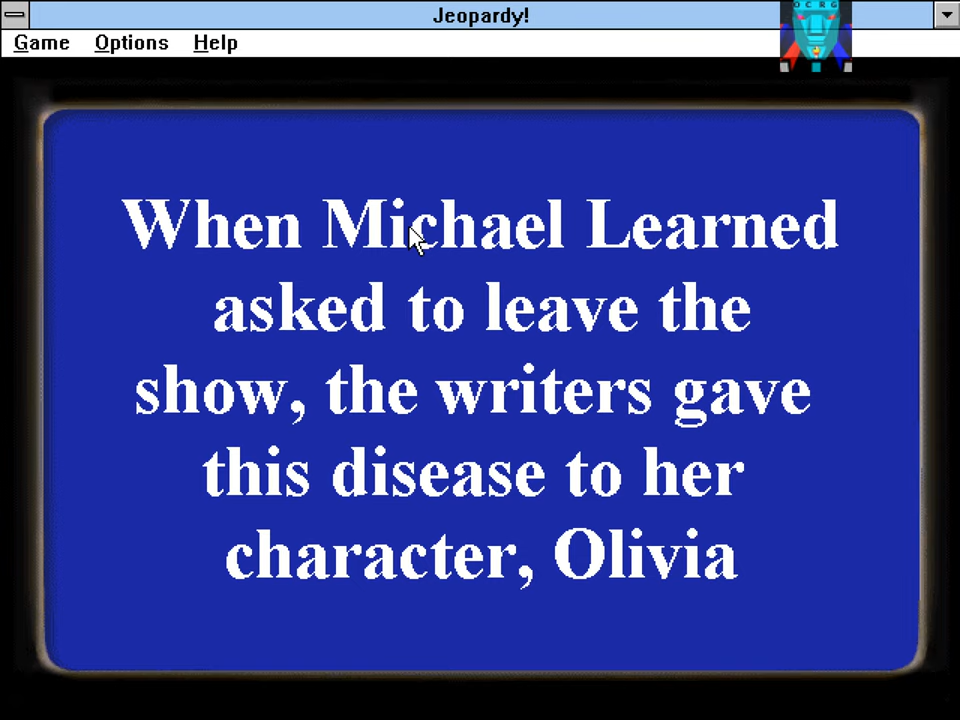 Jeopardy!
OCRG
Game Options Help
When Michael Learned
asked to leave the
show, the writers gave
this disease to her
character, Olivia